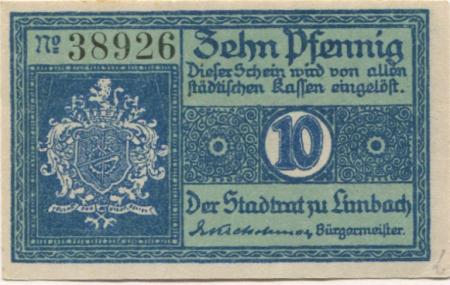 No 38926
Zehn Pfennig
Dieser Schein wird von allen
städtischen Kassen eingelöst.
10
Der Stadtrat zu Limbach
Bürgermeister.